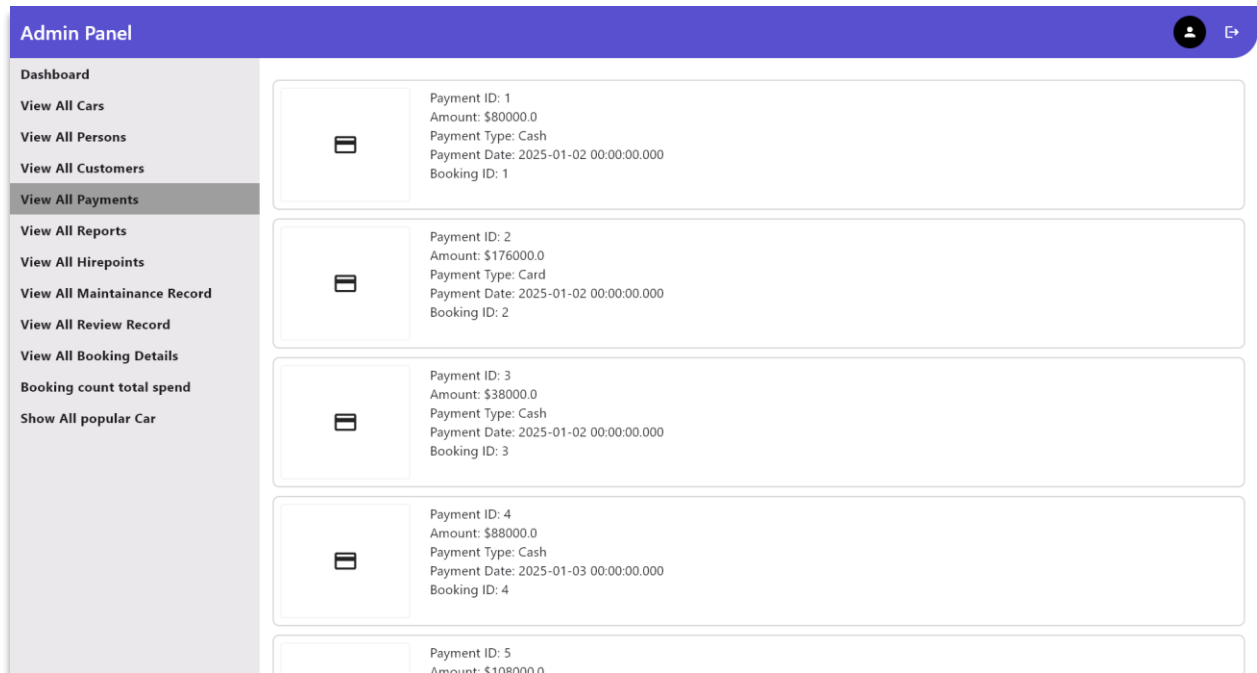 Admin Panel
Dashboard
View All Cars
View All Persons
View All Customers
View All Payments
View All Reports
View All Hirepoints
View All Maintainance Record
View All Review Record
View All Booking Details
Booking count total spend
Show All popular Car
Payment ID: 1
Amount: $80000.0
Payment Type: Cash
Payment Date: 2025-01-02 00:00:00.000
Booking ID: 1
Payment ID: 2
Amount: $176000.0
Payment Type: Card
Payment Date: 2025-01-02 00:00:00.000
Booking ID: 2
Payment ID: 3
Amount: $38000.0
Payment Type: Cash
Payment Date: 2025-01-02 00:00:00.000
Booking ID: 3
Payment ID: 4
Amount: $88000.0
Payment Type: Cash
Payment Date: 2025-01-03 00:00:00.000
Booking ID: 4
Payment ID: 5
Amount: $108000.0